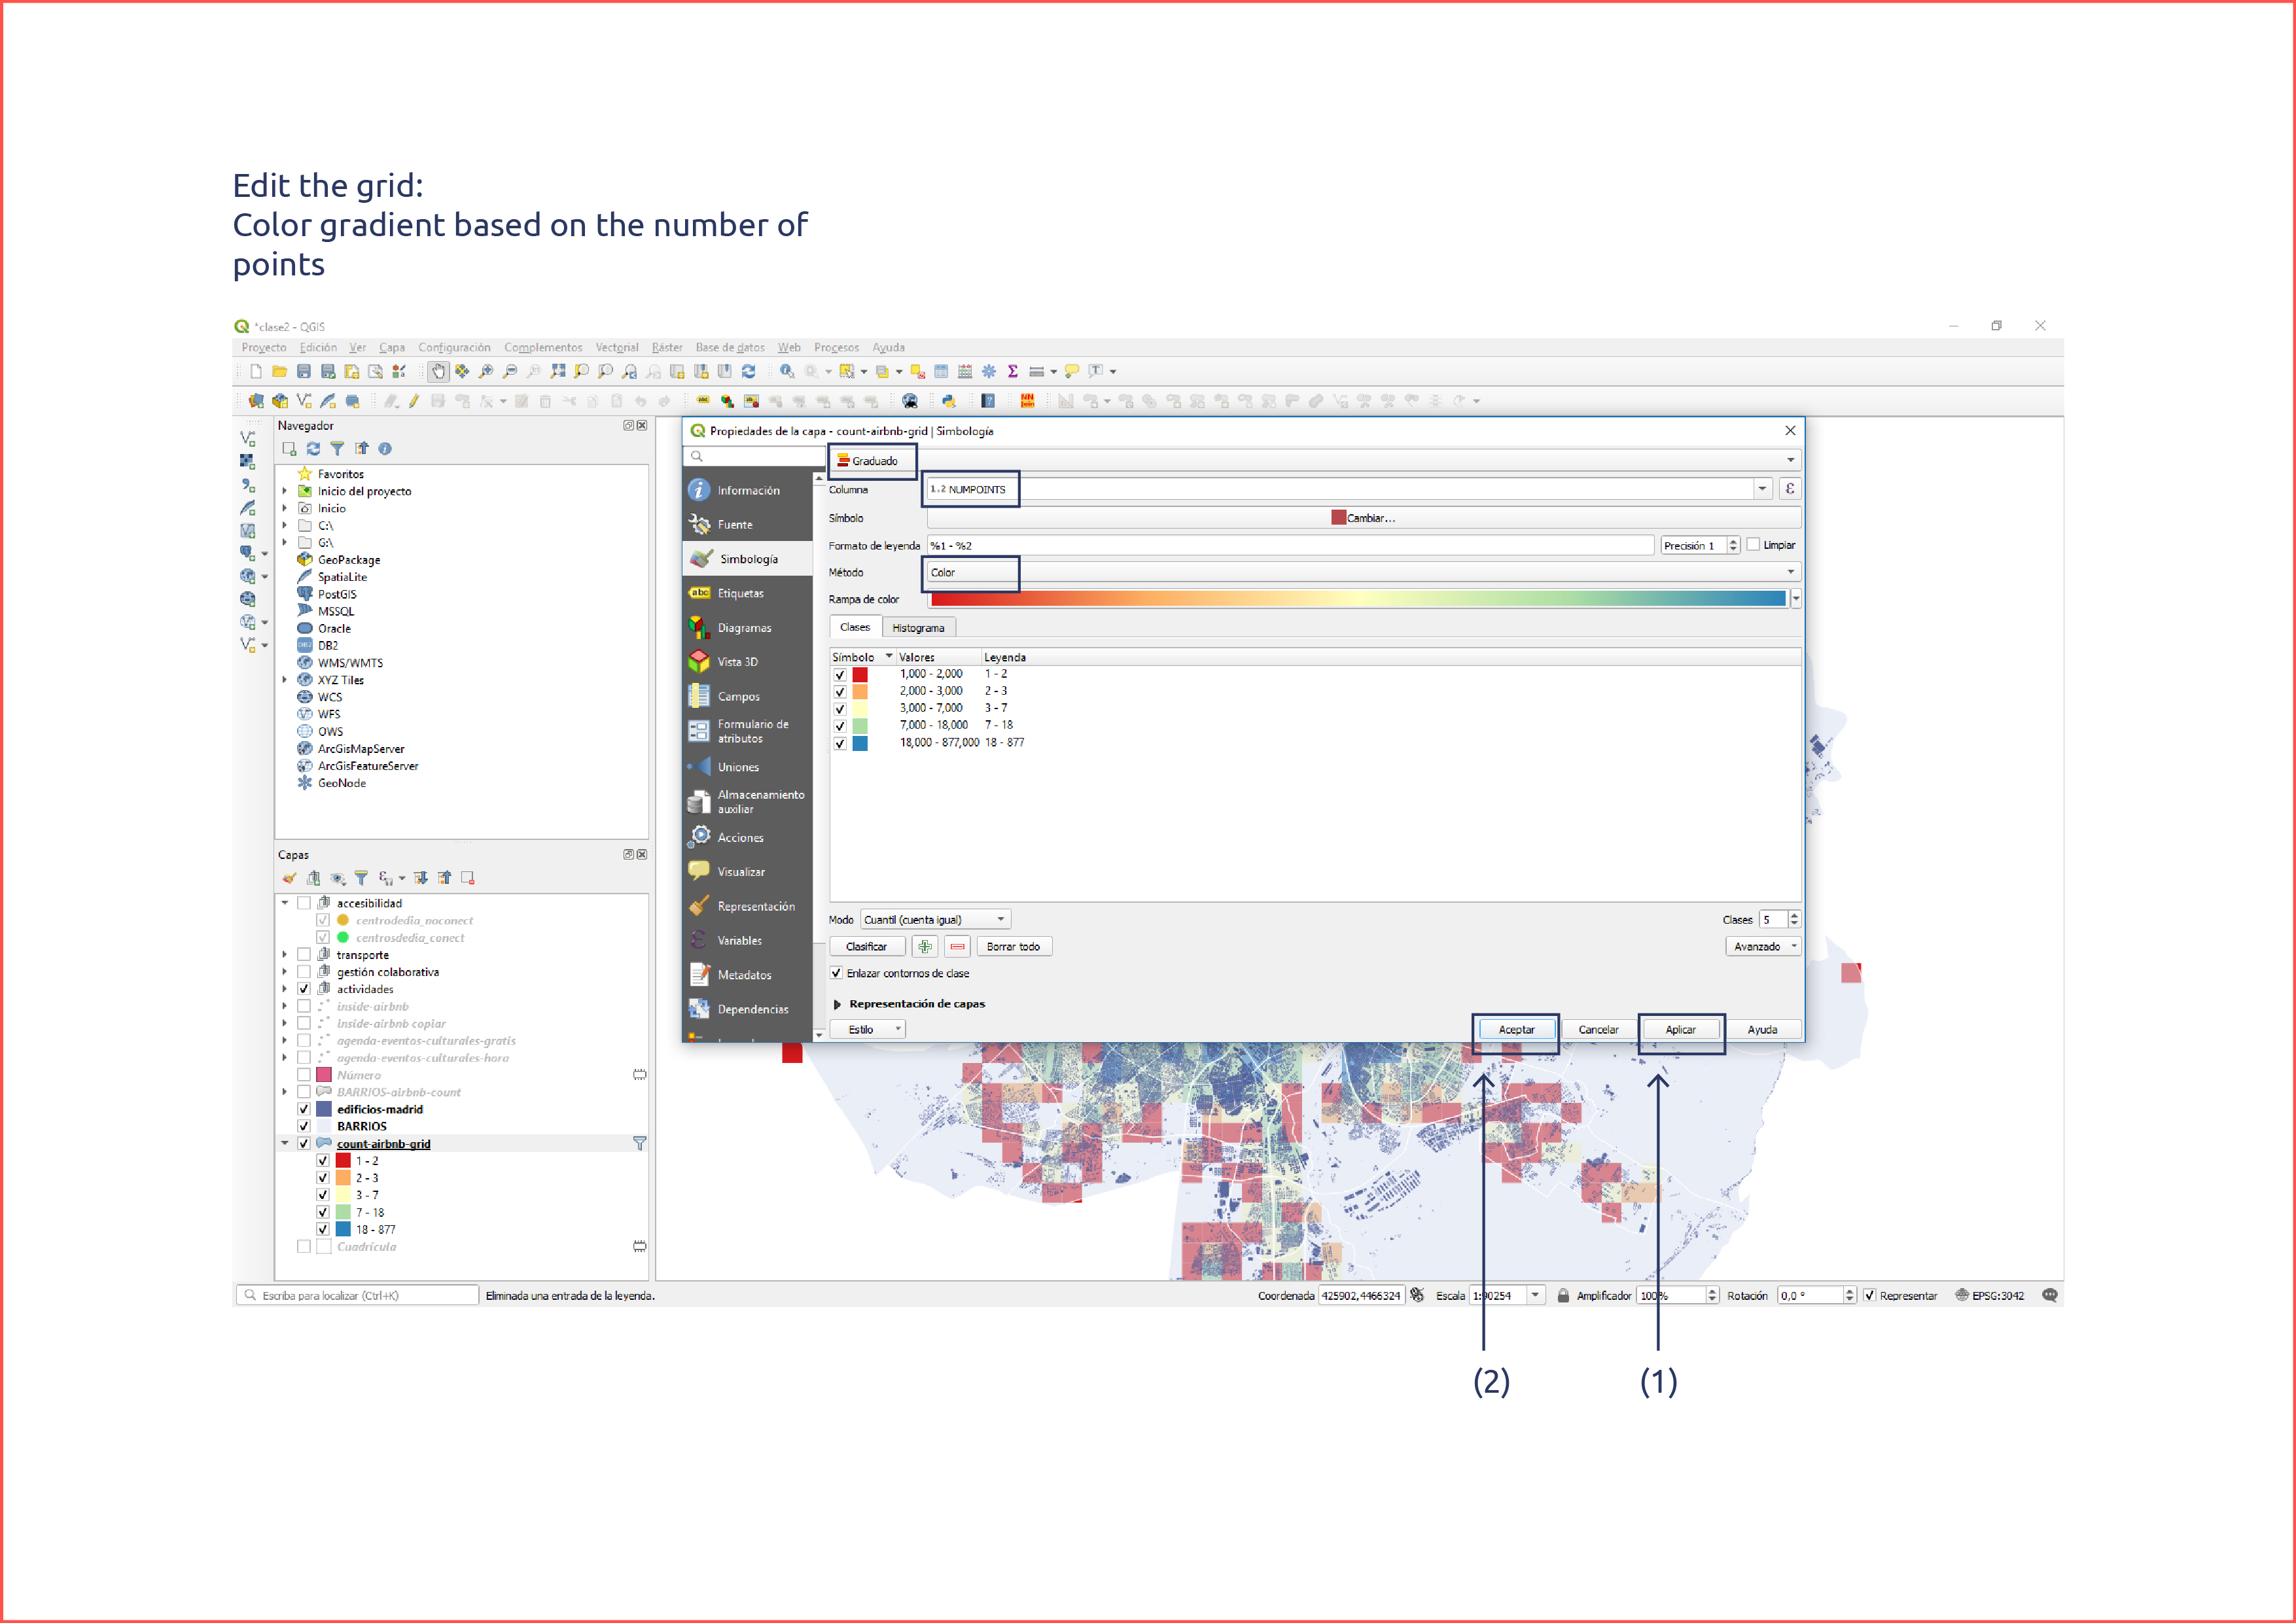 Edit the grid:
Color gradient based on the number of
points
*clase2 - QGIS
Proyecto Edición Ver Capa Configuración Complementos Vectorial Ráster Base de datos Web Procesos Ayuda
Navegador
Favoritos
Inicio del proyecto
Inicio
C:\
G:\
GeoPackage
SpatiaLite
PostGIS
MSSQL
Oracle
DB2
WMS/WMTS
XYZ Tiles
WCS
WFS
OWS
ArcGisMapServer
ArcGisFeatureServer
GeoNode
Capas
accesibilidad
centrodedia_noconect
centrosdedia_conect
transporte
gestión colaborativa
actividades
inside-airbnb
inside-airbnb copiar
agenda-eventos-culturales-gratis
agenda-eventos-culturales-hora
Número
BARRIOS-airbnb-count
edificios-madrid
BARRIOS
count-airbnb-grid
1 - 2
2 - 3
3 - 7
7 - 18
18 - 877
Cuadrícula
Propiedades de la capa - count-airbnb-grid | Simbología
Información
Fuente
Simbología
Etiquetas
Diagramas
Vista 3D
Campos
Formulario de
atributos
Uniones
Almacenamiento
auxiliar
Acciones
Visualizar
Representación
Variables
Metadatos
Dependencias
Graduado
Columna 1.2 NUMPOINTS ε
Símbolo Cambiar...
Formato de leyenda %1 - %2 Precisión 1 Limpiar
Método Color
Rampa de color
Clases Histograma
Símbolo Valores Leyenda
1,000 - 2,000 1 - 2
2,000 - 3,000 2 - 3
3,000 - 7,000 3 - 7
7,000 - 18,000 7 - 18
18,000 - 877,000 18 - 877
Modo Cuantil (cuenta igual) Clases 5
Clasificar Borrar todo Avanzado
Enlazar contornos de clase
Representación de capas
Estilo Aceptar Cancelar Aplicar Ayuda
Escriba para localizar (Ctrl+K) Eliminada una entrada de la leyenda. Coordenada 425902,4466324 Escala 1:90254 Amplificador 100% Rotación 0,0 ° Representar EPSG:3042
(2) (1)